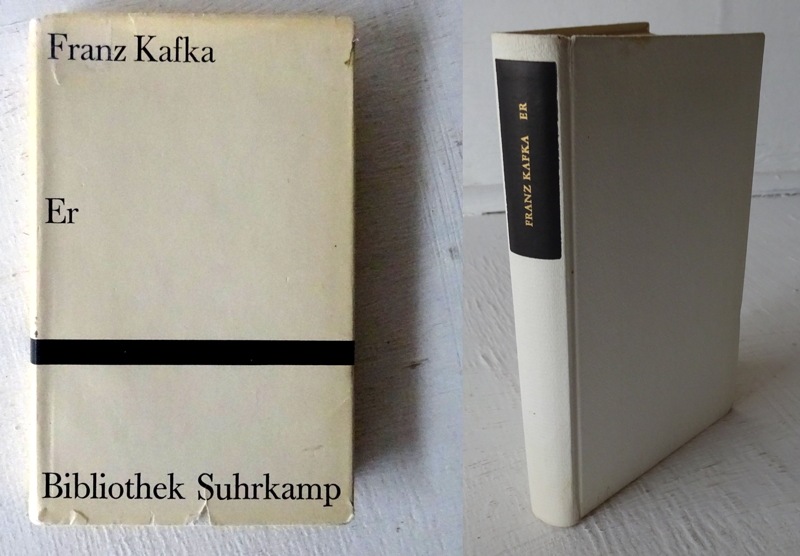 Franz Kafka
Er
Bibliothek Suhrkamp
FRANZ KAFKA ER